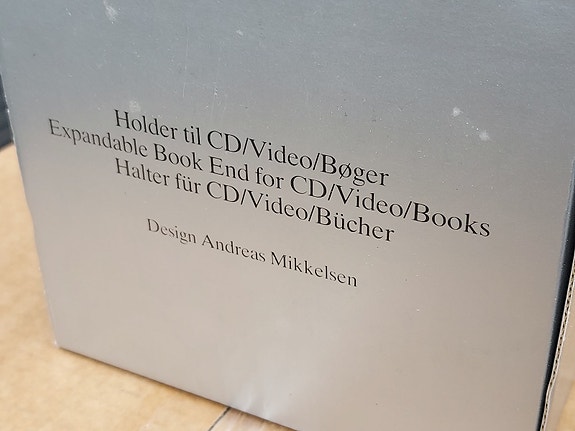 Holder til CD/Video/Bøger
Expandable Book End for CD/Video/Books
Halter für CD/Video/Bücher
Design Andreas Mikkelsen